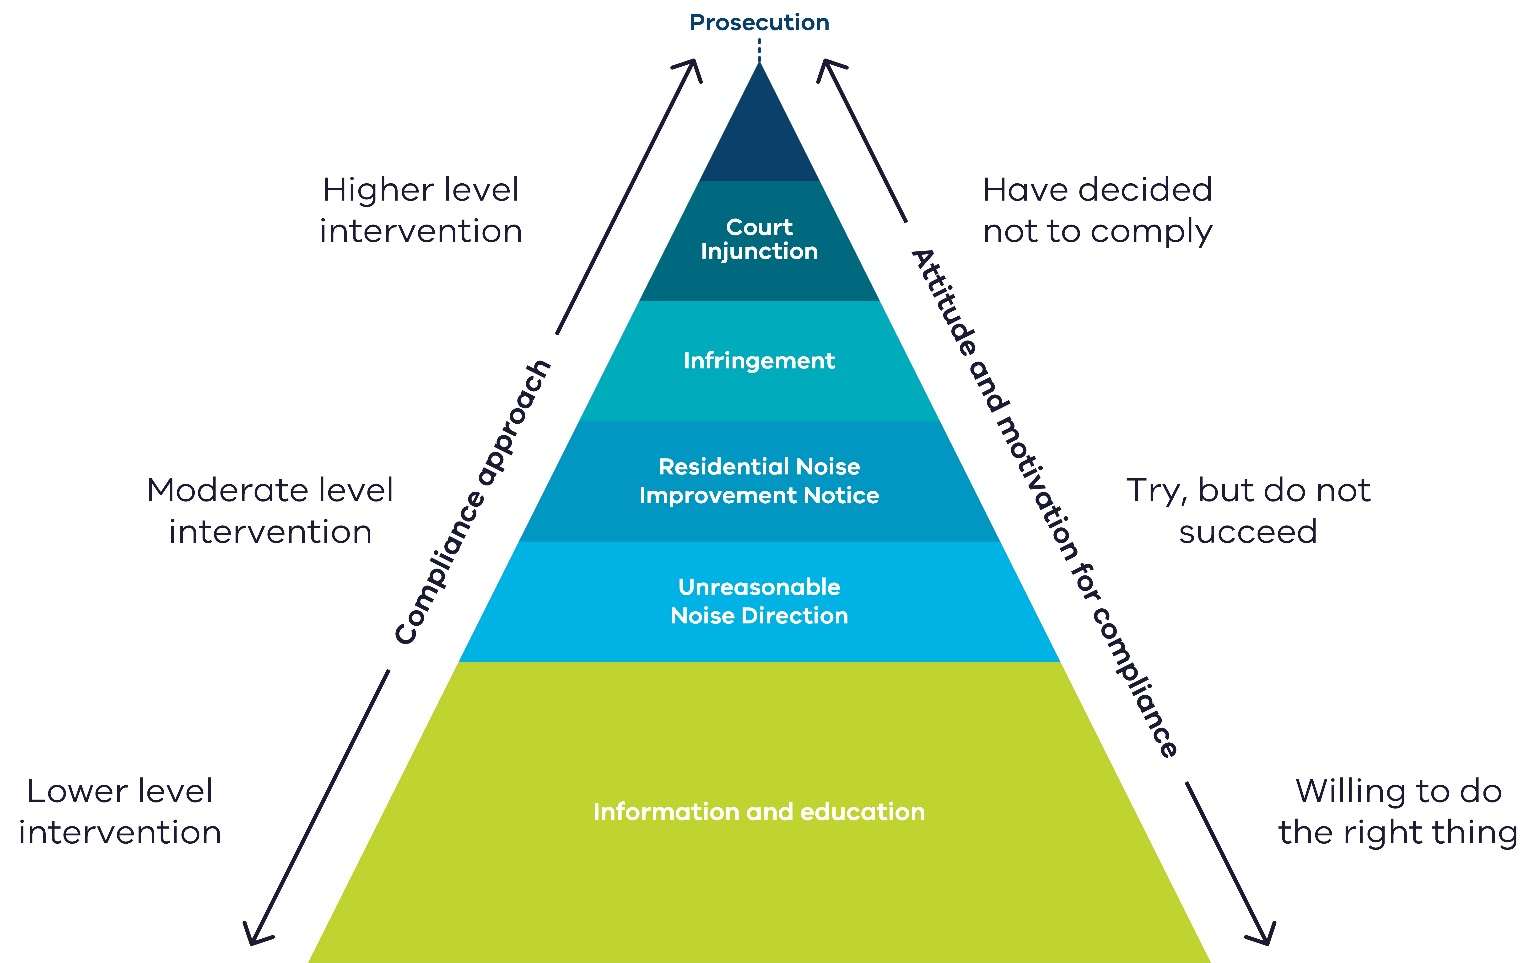 Prosecution
Higher level
intervention
Have decided
not to comply
Court
Injunction
Infringement
Compliance approach
Attitude and motivation for compliance
Residential Noise
Improvement Notice
Moderate level
intervention
Try, but do not
succeed
Unreasonable
Noise Direction
Lower level
intervention
Information and education
Willing to do
the right thing